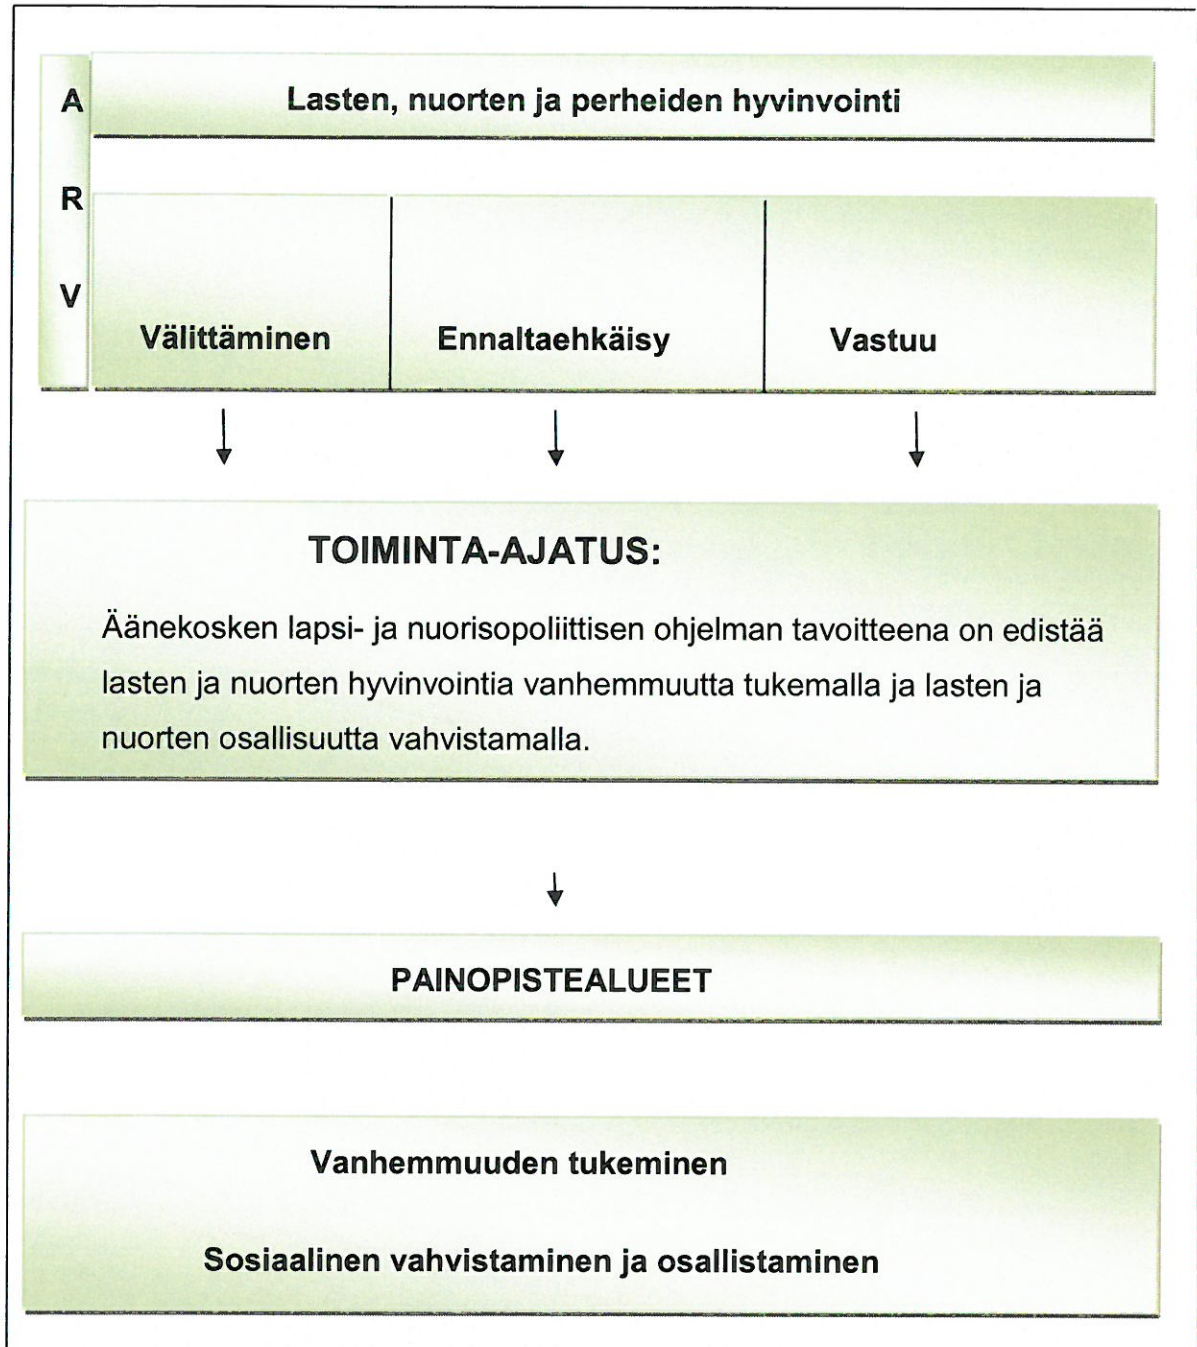 A
R
V
Lasten, nuorten ja perheiden hyvinvointi
Välittäminen
Ennaltaehkäisy
Vastuu
TOIMINTA-AJATUS:
Äänekosken lapsi- ja nuorisopoliittisen ohjelman tavoitteena on edistää
lasten ja nuorten hyvinvointia vanhemmuutta tukemalla ja lasten ja
nuorten osallisuutta vahvistamalla.
PAINOPISTEALUEET
Vanhemmuuden tukeminen
Sosiaalinen vahvistaminen ja osallistaminen